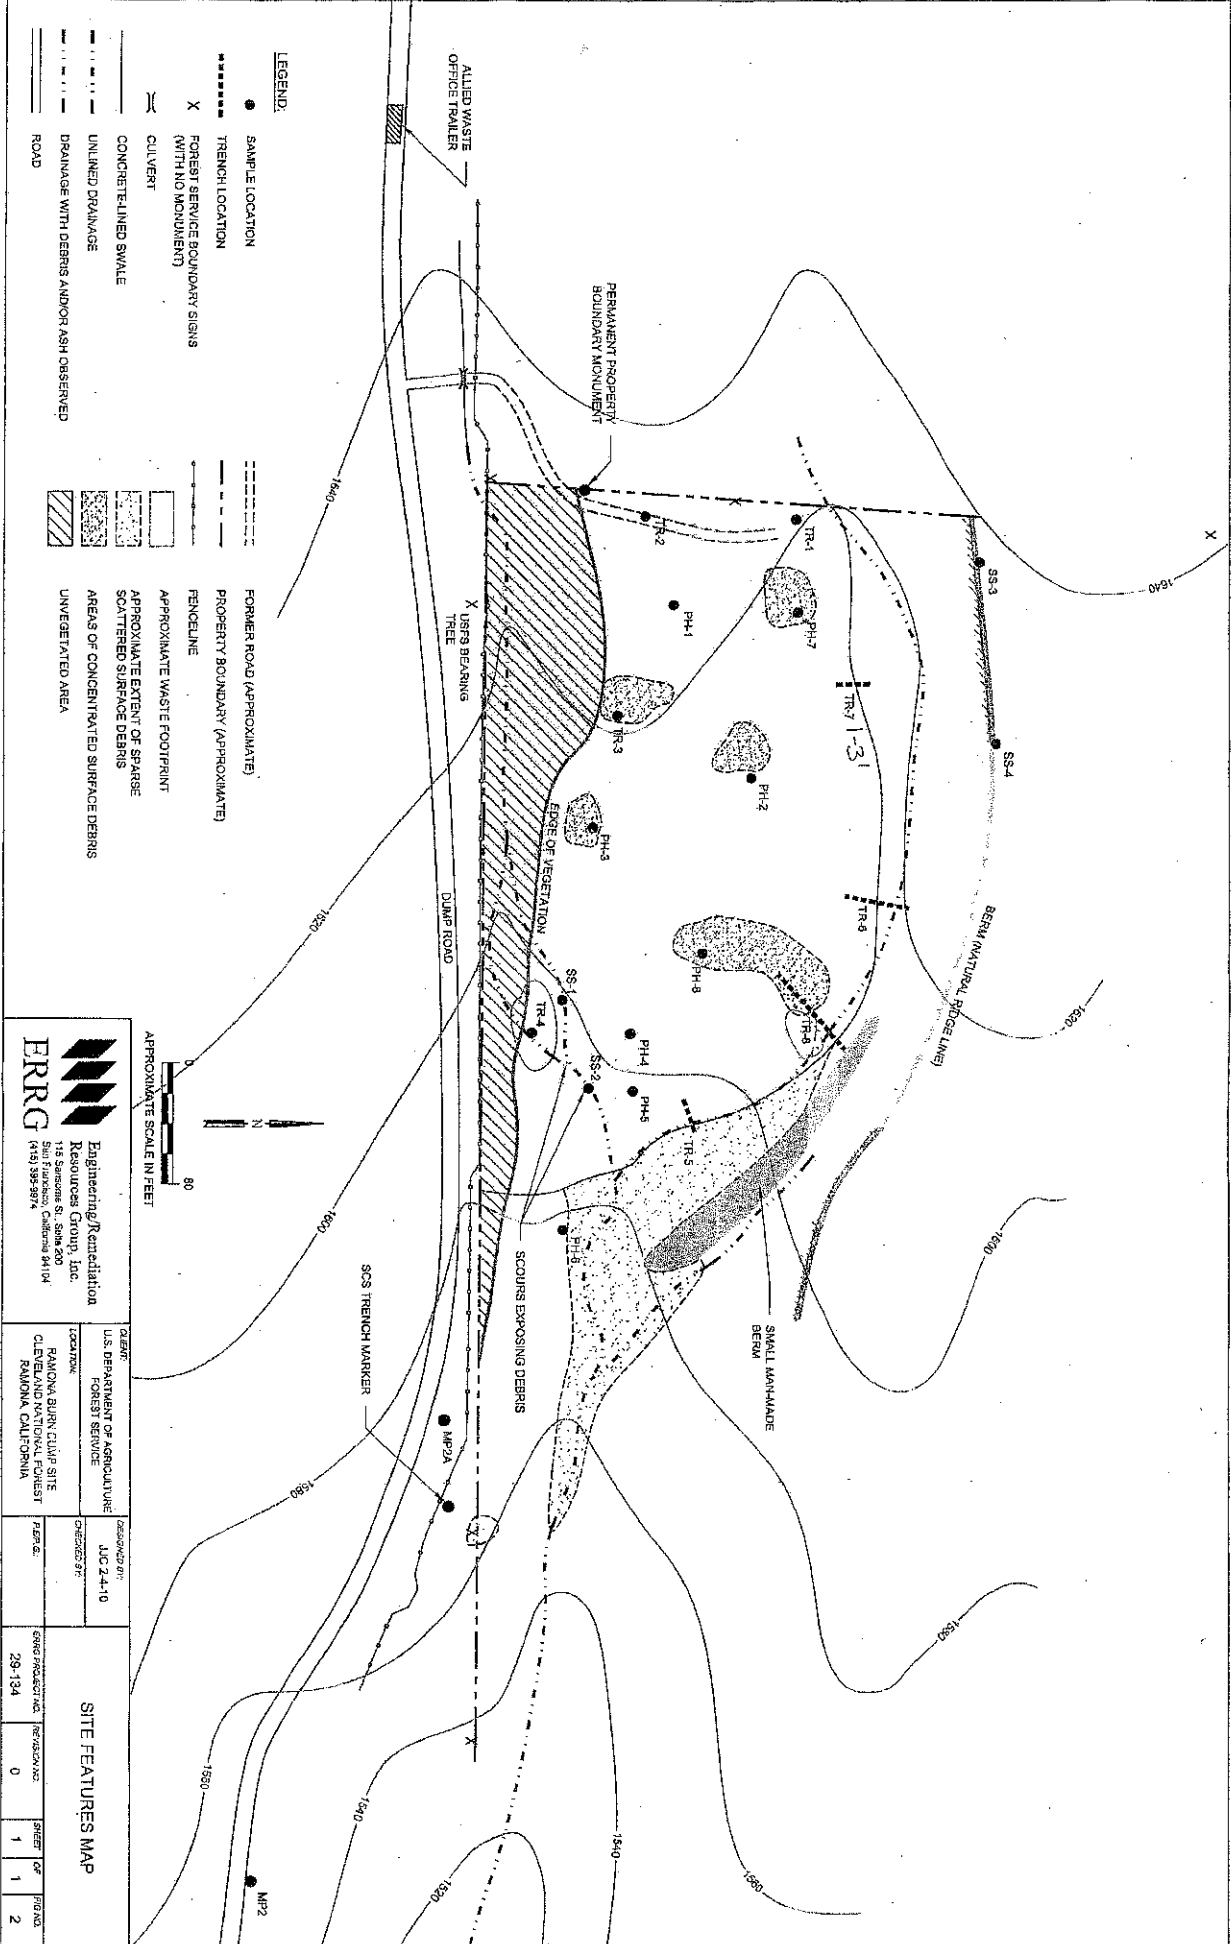 LEGEND:
SAMPLE LOCATION
TRENCH LOCATION
FOREST SERVICE BOUNDARY SIGNS
(WITH NO MONUMENT)
CULVERT
CONCRETE-LINED SWALE
UNLINED DRAINAGE
DRAINAGE WITH DEBRIS AND/OR ASH OBSERVED
ROAD
FORMER ROAD (APPROXIMATE)
PROPERTY BOUNDARY (APPROXIMATE)
FENCELINE
APPROXIMATE WASTE FOOTPRINT
APPROXIMATE EXTENT OF SPARSE
SCATTERED SURFACE DEBRIS
AREAS OF CONCENTRATED SURFACE DEBRIS
UNVEGETATED AREA
ALLIED WASTE
OFFICE TRAILER
PERMANENT PROPERTY
BOUNDARY MONUMENT
X
X
1640
1640
SS-3
SS-4
TR-1
TR-2
PH-1
PH-7
TR-7
1-3'
TR-3
PH-2
PH-3
TR-6
PH-8
TR-8
X USFS BEARING
TREE
EDGE OF VEGETATION
DUMP ROAD
BERM (NATURAL RIDGE LINE)
1620
1620
SS-1
TR-4
SS-2
PH-4
PH-5
TR-5
PH-6
1600
1600
SCOURS EXPOSING DEBRIS
SMALL MAN-MADE
BERM
SCS TRENCH MARKER
MP2A
X
X
1580
1580
1560
1560
1540
1540
1520
MP2
N
0
80
APPROXIMATE SCALE IN FEET
ERRG
Engineering/Remediation
Resources Group, Inc.
115 Sansome St., Suite 200
San Francisco, California 94104
(415) 395-9974
CLIENT:
U.S. DEPARTMENT OF AGRICULTURE
FOREST SERVICE
LOCATION:
RAMONA BURN DUMP SITE
CLEVELAND NATIONAL FOREST
RAMONA, CALIFORNIA
DESIGNED BY:
JJC 2-4-10
CHECKED BY:
P.E/P.G.:
SITE FEATURES MAP
ERRG PROJECT NO.
29-134
REVISION NO.
0
SHEET OF
1 1
FIG NO.
2